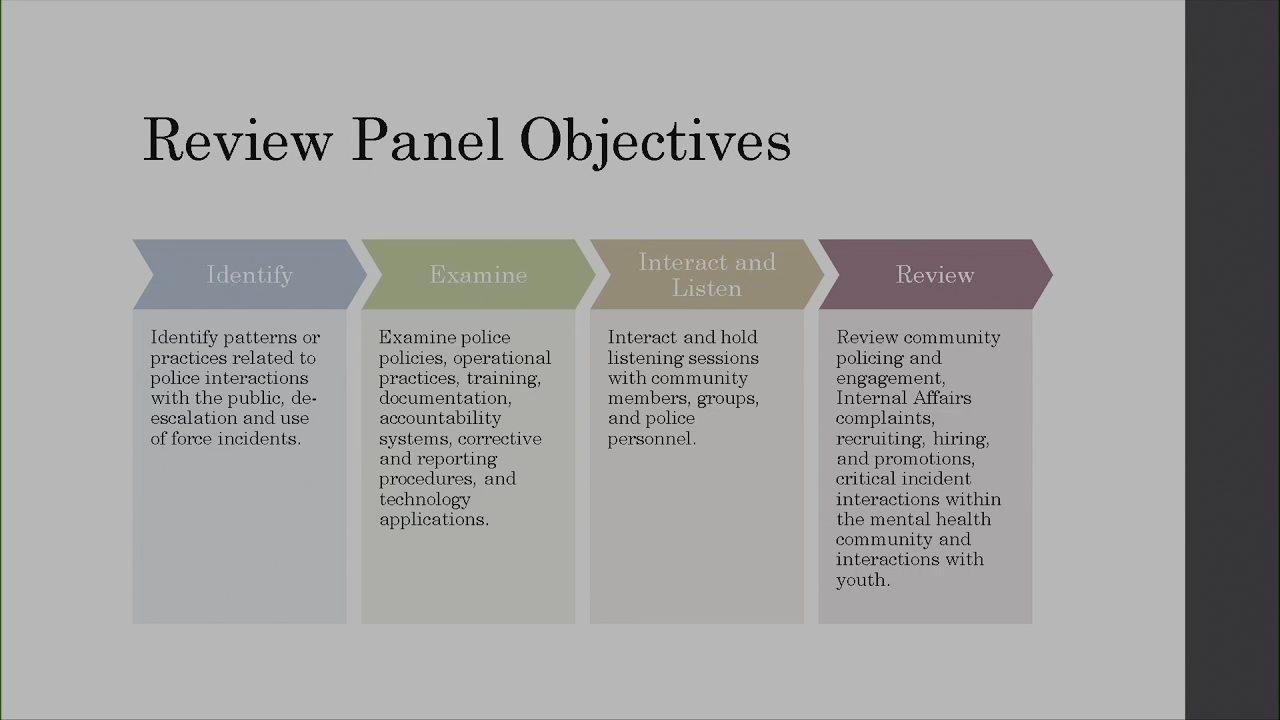 Review Panel Objectives
Identify
Identify patterns or
practices related to
police interactions
with the public, de-
escalation and use
of force incidents.
Examine
Examine police
policies, operational
practices, training,
documentation,
accountability
systems, corrective
and reporting
procedures, and
technology
applications.
Interact and
Listen
Interact and hold
listening sessions
with community
members, groups,
and police
personnel.
Review
Review community
policing and
engagement,
Internal Affairs
complaints,
recruiting, hiring,
and promotions,
critical incident
interactions within
the mental health
community and
interactions with
youth.